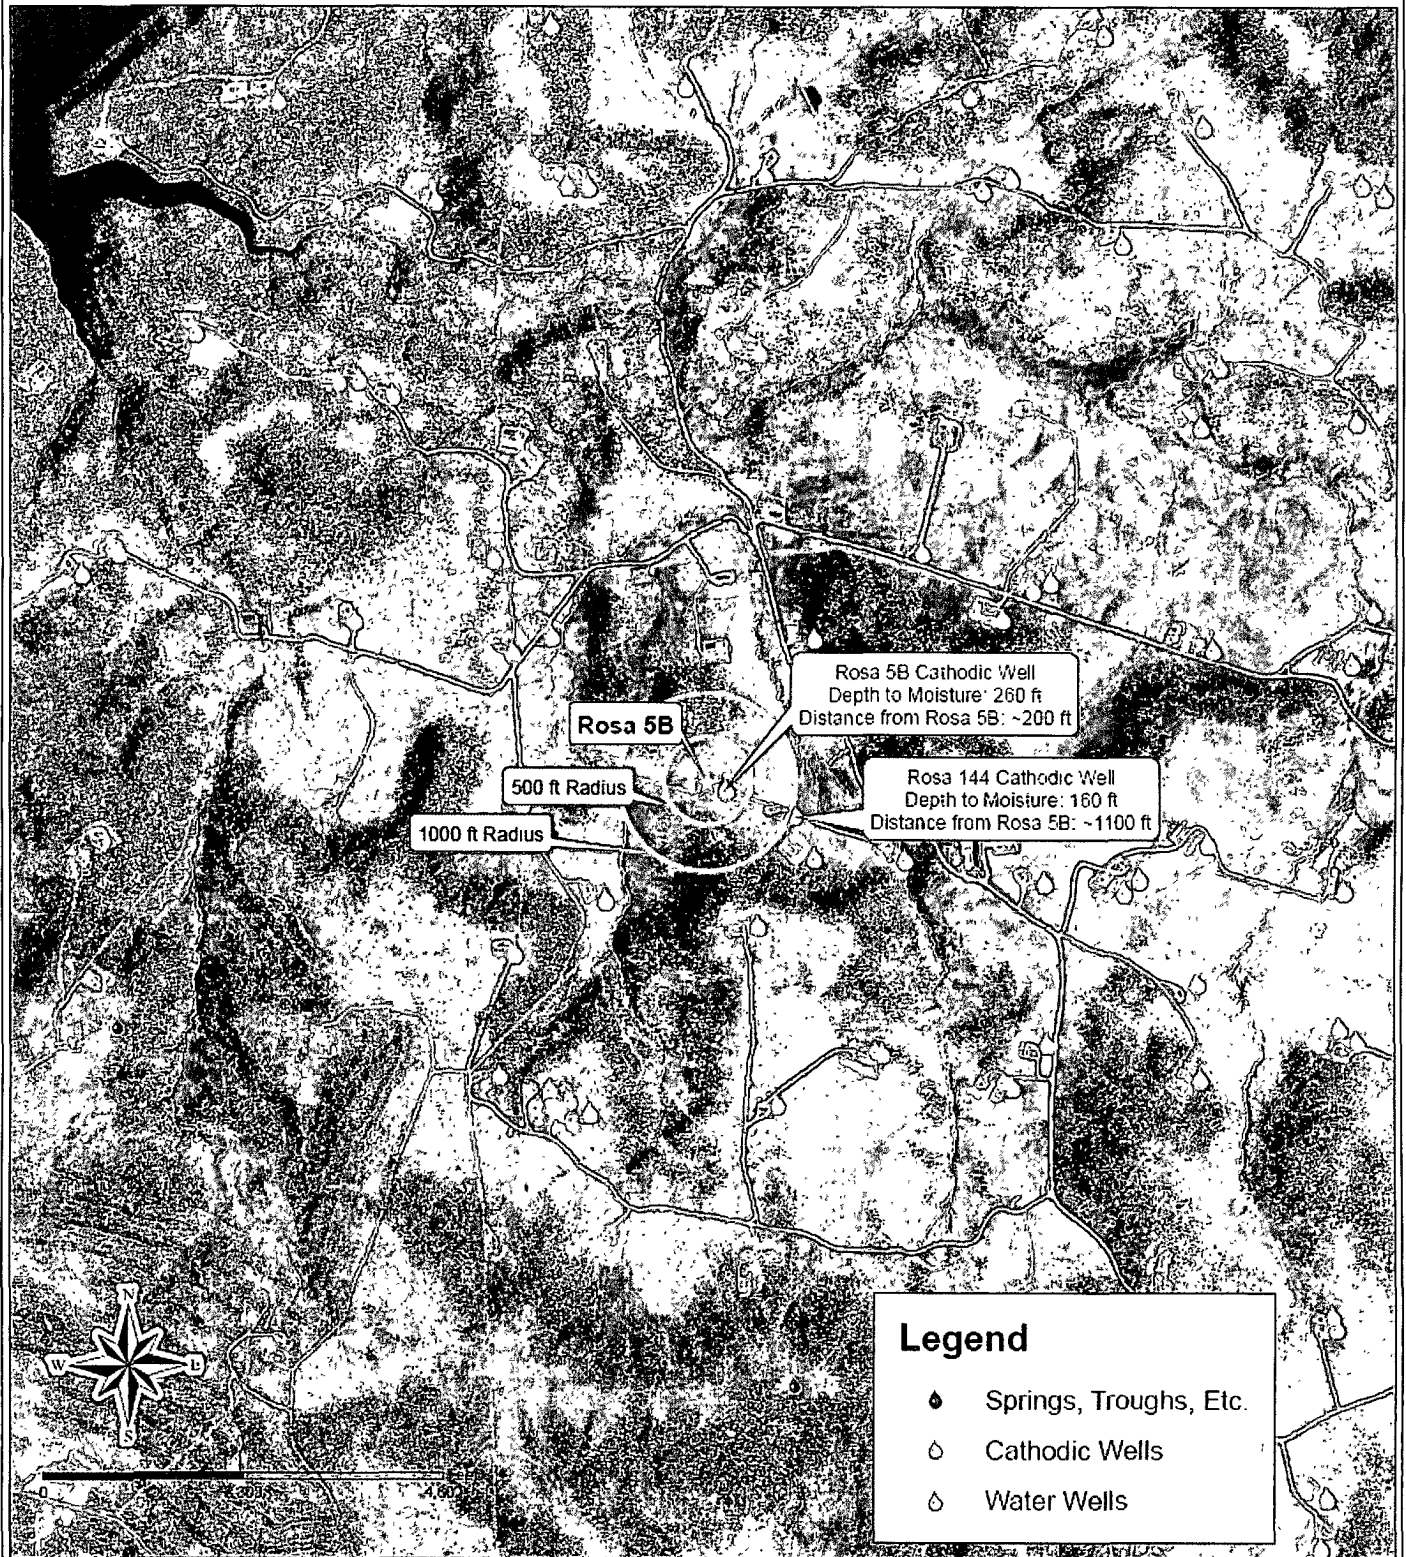 Rosa 5B Cathodic Well
Depth to Moisture: 260 ft
Distance from Rosa 5B: ~200 ft
Rosa 5B
500 ft Radius
1000 ft Radius
Rosa 144 Cathodic Well
Depth to Moisture: 160 ft
Distance from Rosa 5B: ~1100 ft
N
W
E
S
0
Legend
Springs, Troughs, Etc.
Cathodic Wells
Water Wells